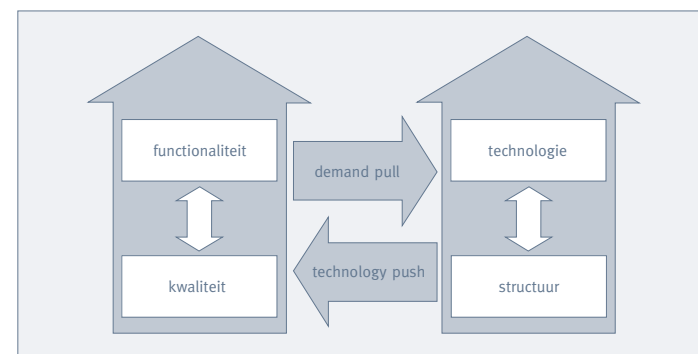 functionaliteit
demand pull
technologie
kwaliteit
technology push
structuur